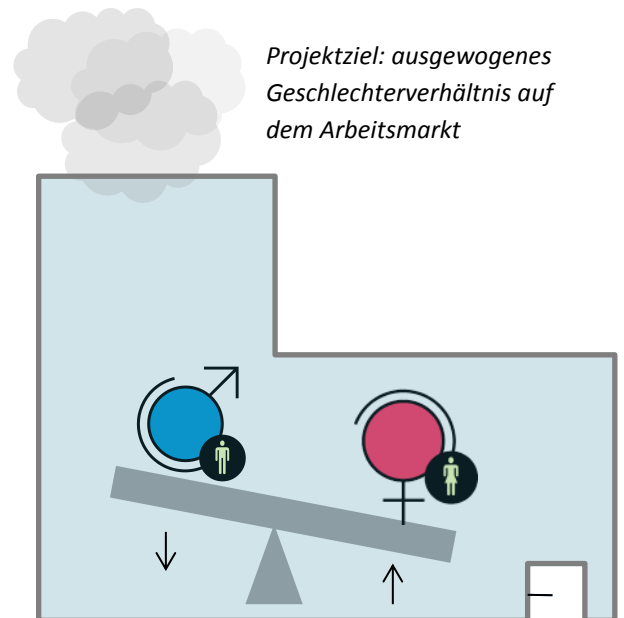 Projektziel: ausgewogenes
Geschlechterverhältnis auf
dem Arbeitsmarkt